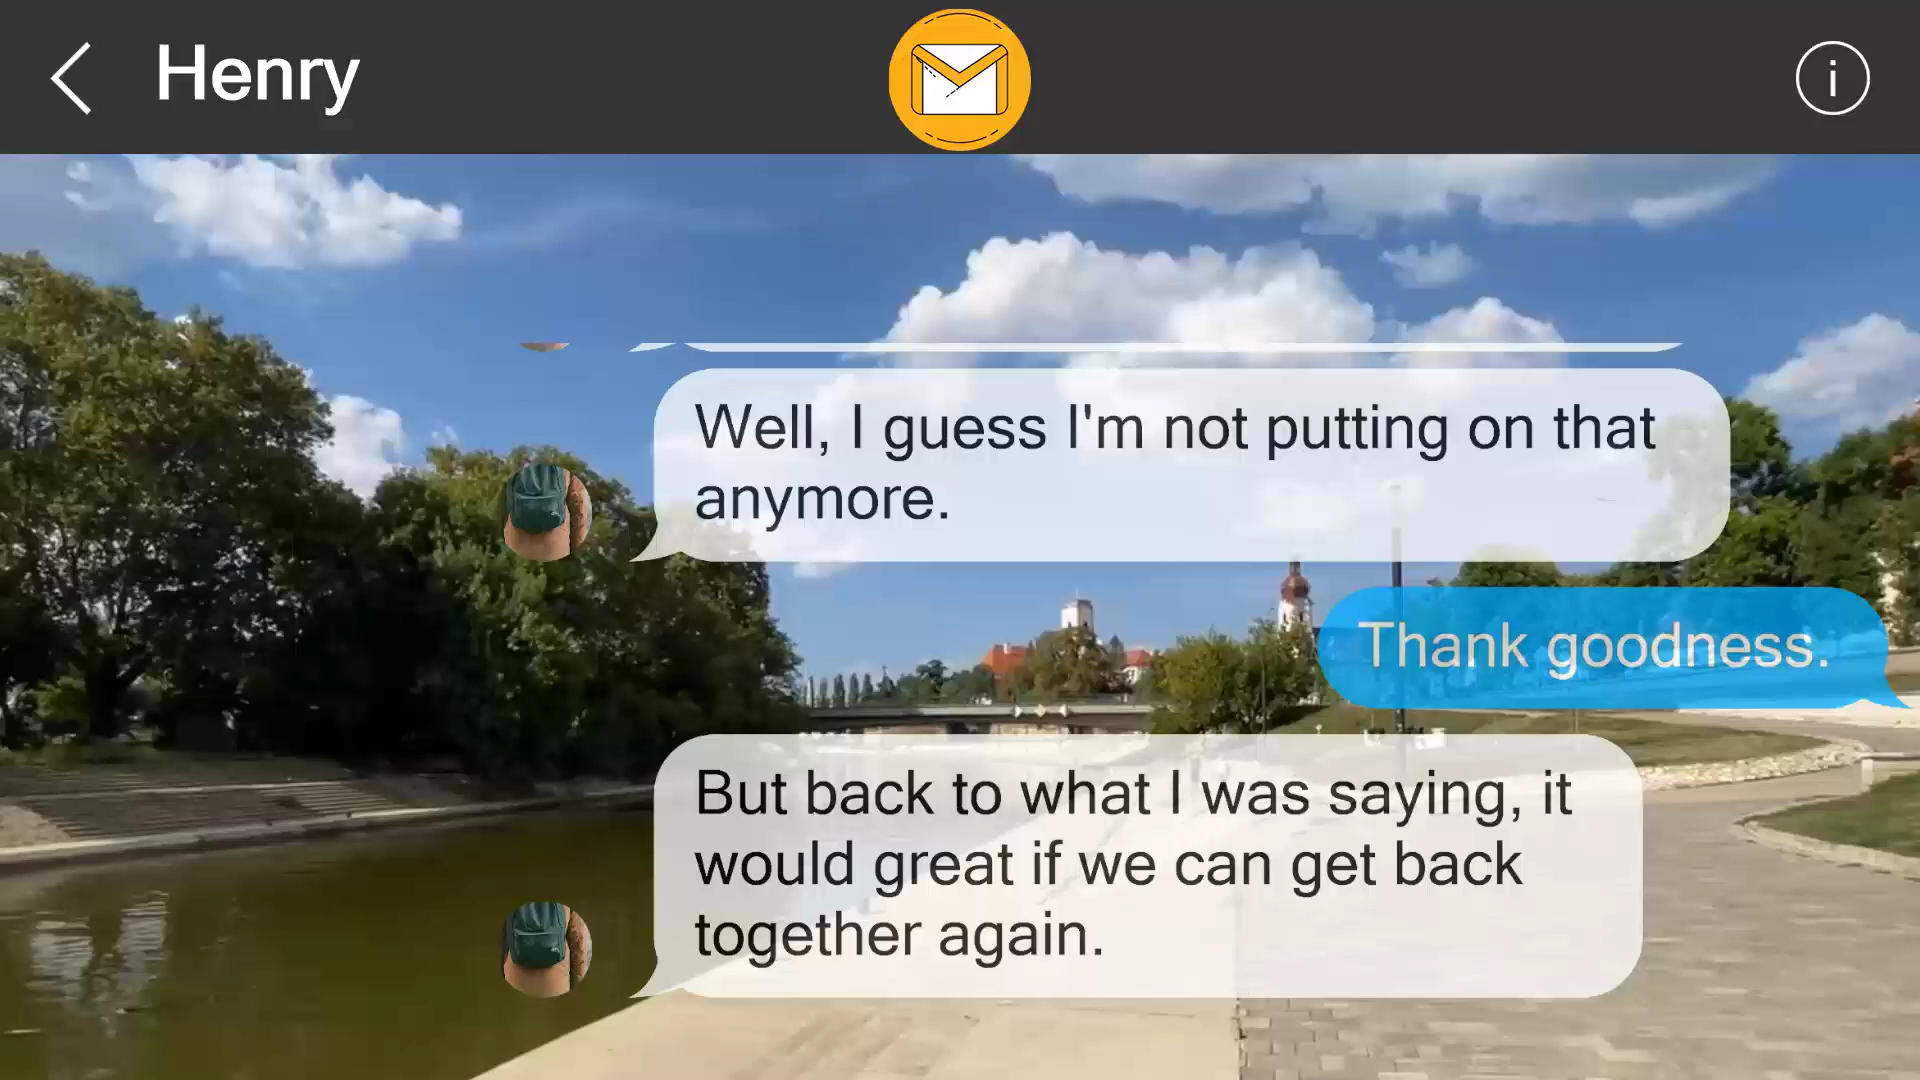 Henry
i
Well, I guess I'm not putting on that
anymore.
Thank goodness.
But back to what I was saying, it
would great if we can get back
together again.